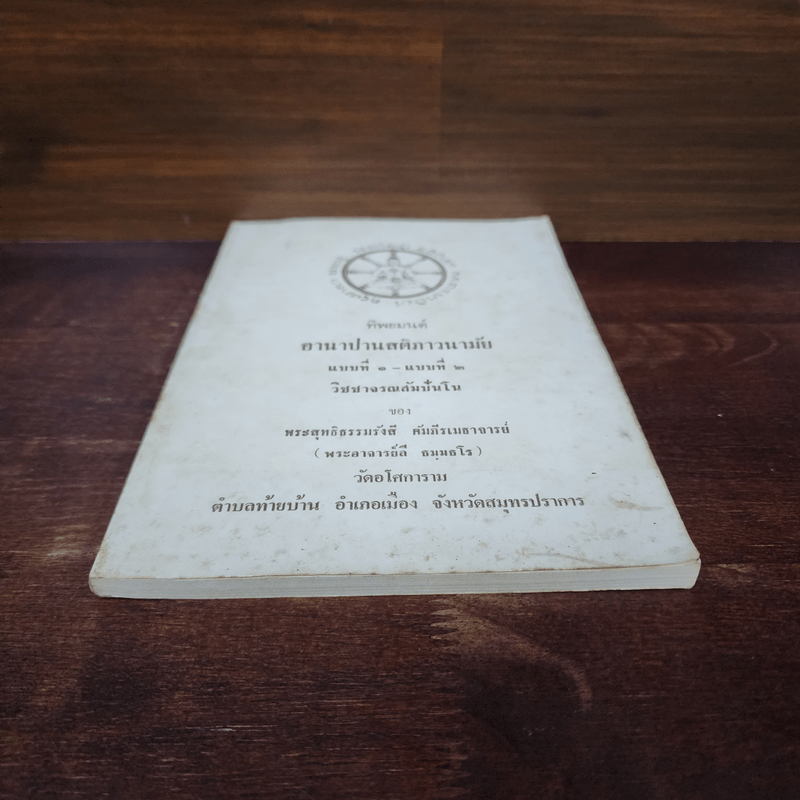 ทิพยมนต์
อานาปานสติภาวนามัย
แบบที่ ๑ – แบบที่ ๒
วิชชาจรณสัมปันโน
ของ
พระสุทธิธรรมรังสี คัมภีรเมธาจารย์
(พระอาจารย์ลี ธมฺมธโร)
วัดอโศการาม
ตำบลท้ายบ้าน อำเภอเมือง จังหวัดสมุทรปราการ